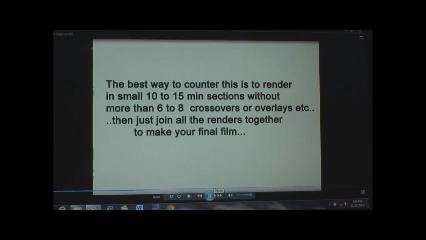 The best way to counter this is to render
in small 10 to 15 min sections without
more than 6 to 8 crossovers or overlays etc..
..then just join all the renders together
to make your final film...